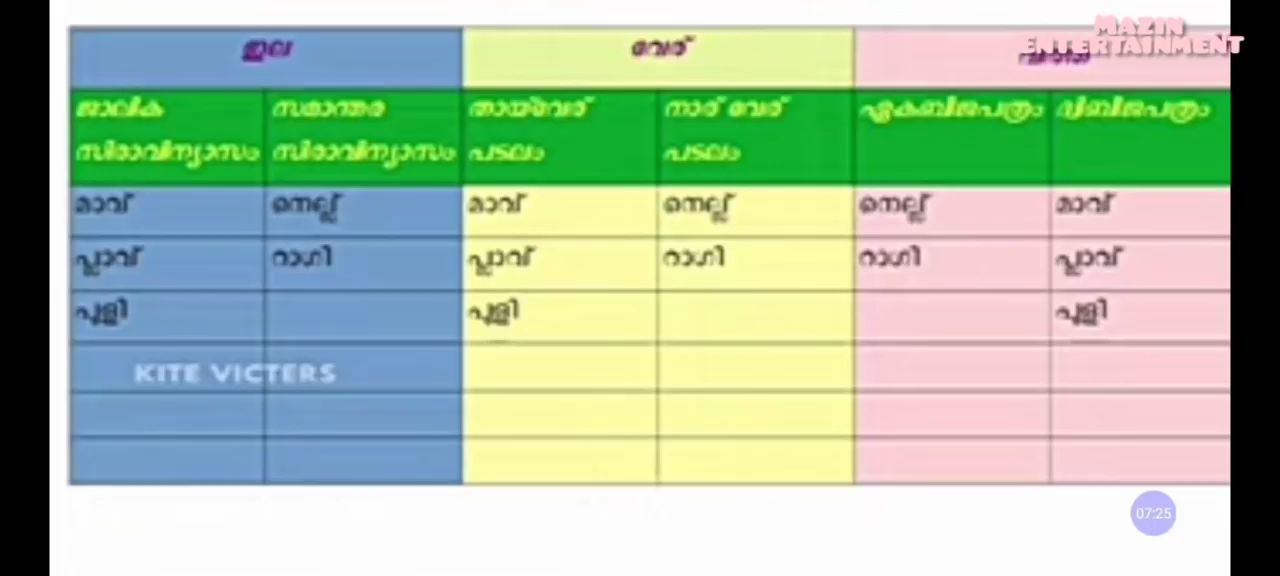 MAZIN
ENTERTAINMENT
ഇല വേര് വിത്ത്
ജാലിക സമാന്തര തായ്‌വേര് നാര് വേര് ഏകബീജപത്രം ദ്വിബീജപത്രം
സിരാവിന്യാസം സിരാവിന്യാസം പടലം പടലം
മാവ് നെല്ല് മാവ് നെല്ല് നെല്ല് മാവ്
പ്ലാവ് റാഗി പ്ലാവ് റാഗി റാഗി പ്ലാവ്
പുളി പുളി പുളി
KITE VICTERS
07:25